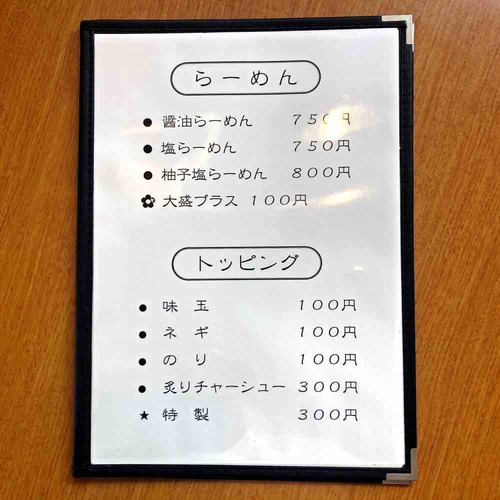 らーめん
● 醤油らーめん ７５０円
● 塩らーめん ７５０円
● 柚子塩らーめん ８００円
✿ 大盛プラス １００円
トッピング
● 味 玉 １００円
● ネ ギ １００円
● の り １００円
● 炙りチャーシュー ３００円
★ 特 製 ３００円